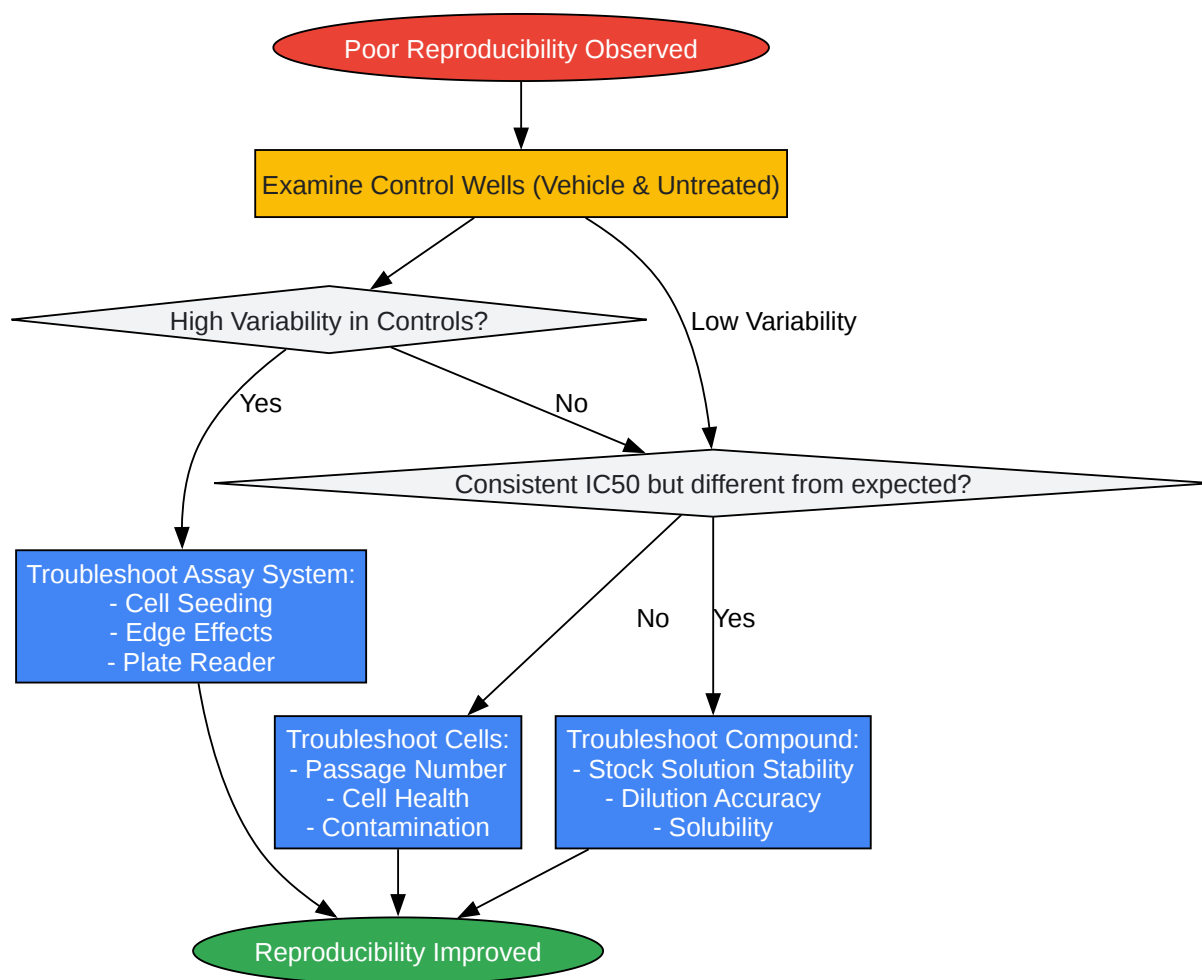 Poor Reproducibility Observed
Examine Control Wells (Vehicle & Untreated)
High Variability in Controls?
Low Variability
Yes
No
Consistent IC50 but different from expected?
Troubleshoot Assay System:
- Cell Seeding
- Edge Effects
- Plate Reader
No
Yes
Troubleshoot Cells:
- Passage Number
- Cell Health
- Contamination
Troubleshoot Compound:
- Stock Solution Stability
- Dilution Accuracy
- Solubility
Reproducibility Improved